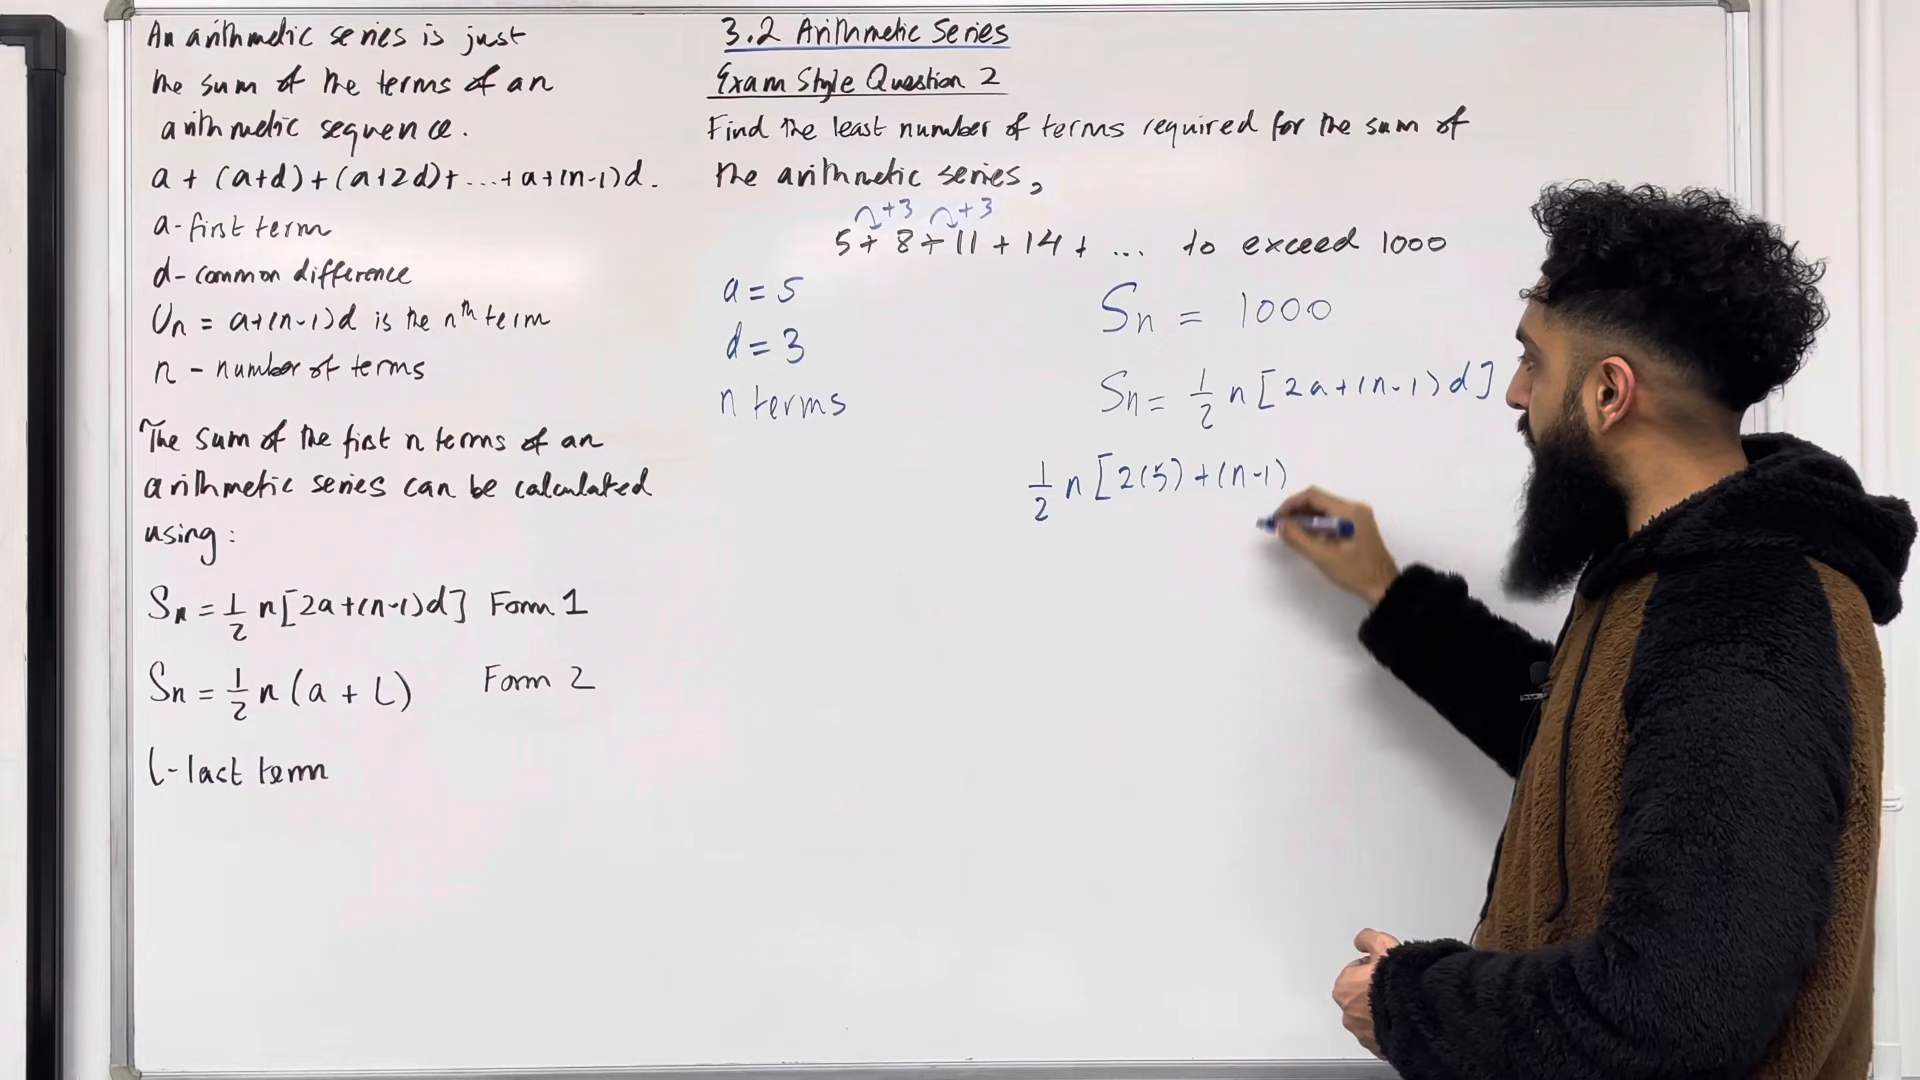 An arithmetic series is just
the sum of the terms of an
arithmetic sequence.
a + (a+d)+(a+2d)+ ...+ a+(n-1)d.
a-first term
d-common difference
Un = a+(n-1)d is the nth term
n - number of terms
The sum of the first n terms of an
arithmetic series can be calculated
using:
Sn = 1/2 n[2a+(n-1)d] Form 1
Sn = 1/2 n (a + L) Form 2
L-last term
3.2 Arithmetic Series
Exam Style Question 2
Find the least number of terms required for the sum of
the arithmetic series,
+3 +3
5+ 8+ 11 + 14 + ... to exceed 1000
a = 5
d = 3
n terms
Sn = 1000
Sn = 1/2 n [2a+(n-1)d]
1/2 n [2(5) + (n-1)